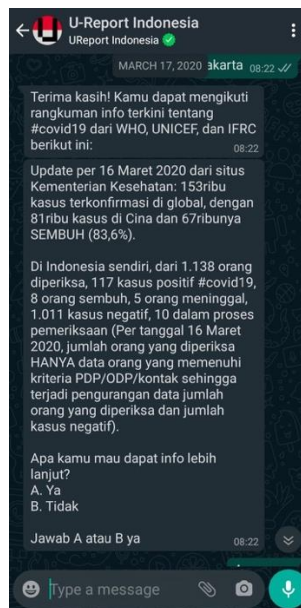 U-Report Indonesia
UReport Indonesia
MARCH 17, 2020
akarta 08:22
Terima kasih! Kamu dapat mengikuti
rangkuman info terkini tentang
#covid19 dari WHO, UNICEF, dan IFRC
berikut ini:
08:22
Update per 16 Maret 2020 dari situs
Kementerian Kesehatan: 153ribu
kasus terkonfirmasi di global, dengan
81ribu kasus di Cina dan 67ribunya
SEMBUH (83,6%).
Di Indonesia sendiri, dari 1.138 orang
diperiksa, 117 kasus positif #covid19,
8 orang sembuh, 5 orang meninggal,
1.011 kasus negatif, 10 dalam proses
pemeriksaan (Per tanggal 16 Maret
2020, jumlah orang yang diperiksa
HANYA data orang yang memenuhi
kriteria PDP/ODP/kontak sehingga
terjadi pengurangan data jumlah
orang yang diperiksa dan jumlah
kasus negatif).
Apa kamu mau dapat info lebih
lanjut?
A. Ya
B. Tidak
Jawab A atau B ya
08:22
Type a message